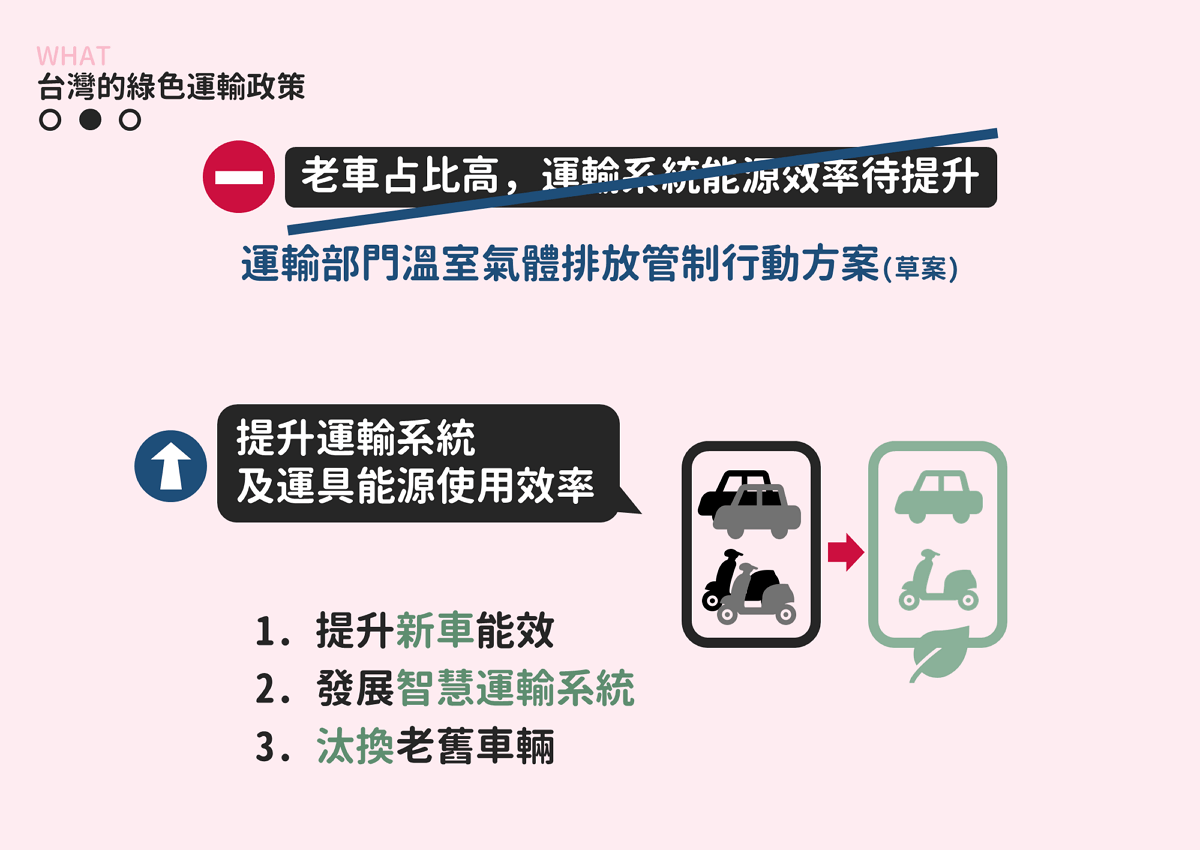 WHAT
台灣的綠色運輸政策
老車占比高，運輸系統能源效率待提升
運輸部門溫室氣體排放管制行動方案(草案)
提升運輸系統
及運具能源使用效率
1. 提升新車能效
2. 發展智慧運輸系統
3. 汰換老舊車輛